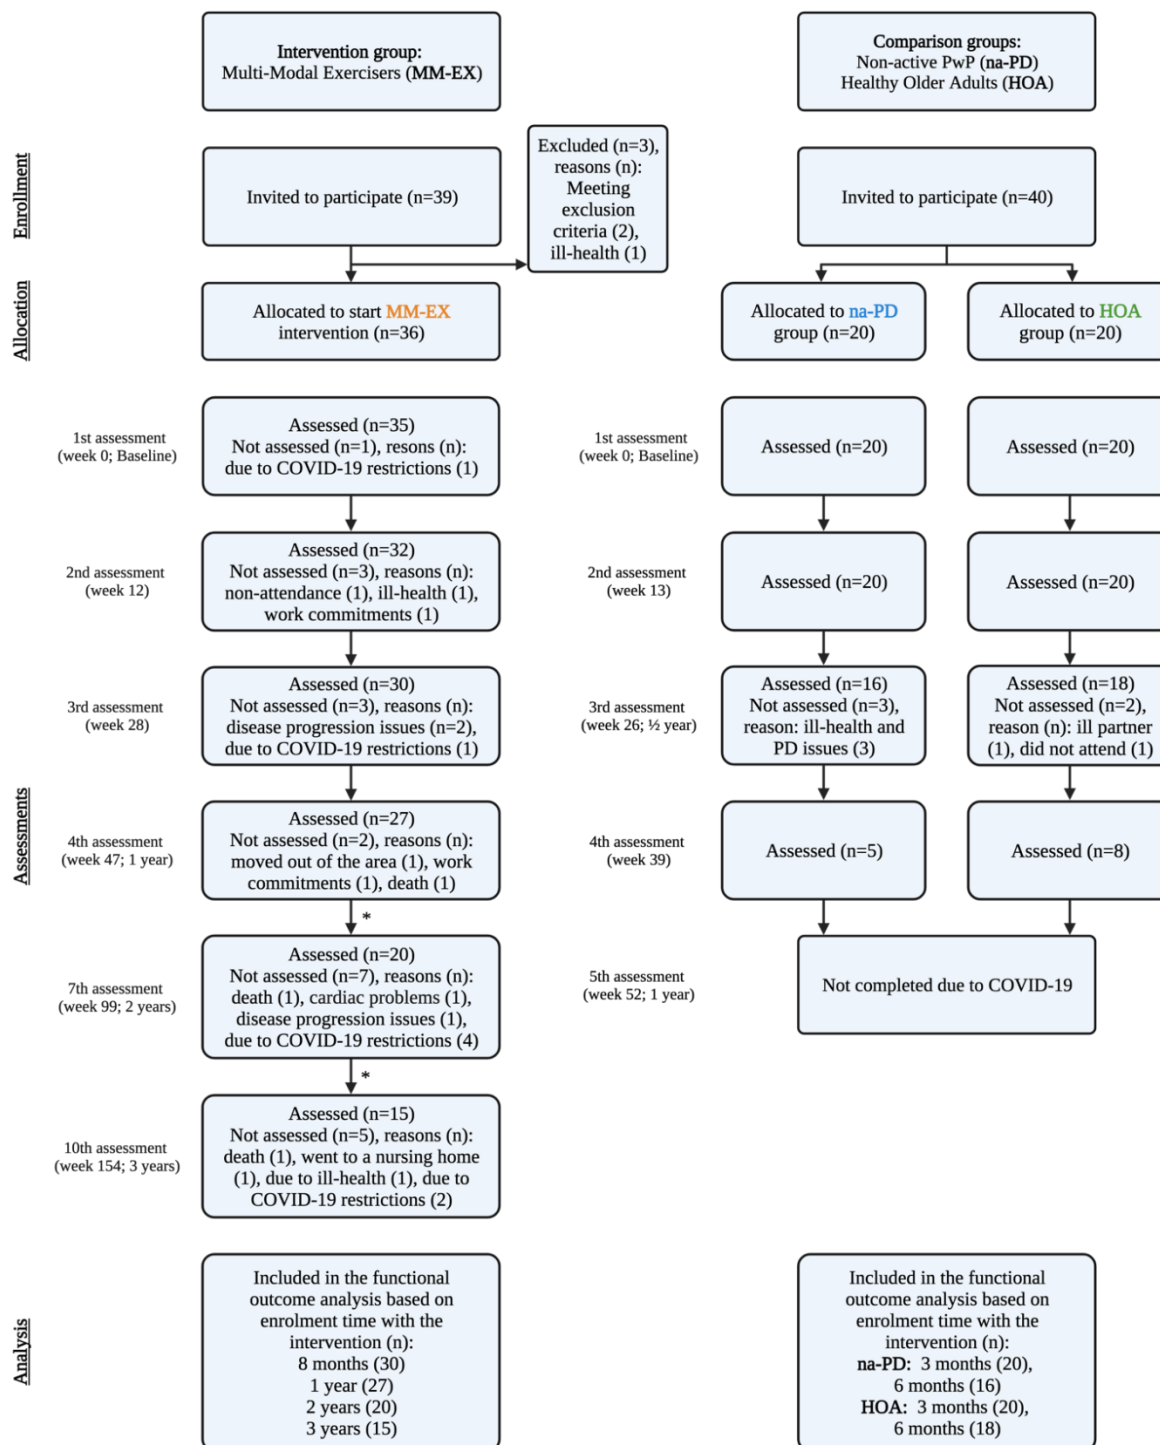 Intervention group:
Multi-Modal Exercisers (MM-EX)
Comparison groups:
Non-active PwP (na-PD)
Healthy Older Adults (HOA)
Enrollment
Invited to participate (n=39)
Excluded (n=3),
reasons (n):
Meeting
exclusion
criteria (2),
ill-health (1)
Invited to participate (n=40)
Allocation
Allocated to start MM-EX
intervention (n=36)
Allocated to na-PD
group (n=20)
Allocated to HOA
group (n=20)
Assessments
1st assessment
(week 0; Baseline)
Assessed (n=35)
Not assessed (n=1), resons (n):
due to COVID-19 restrictions (1)
1st assessment
(week 0; Baseline)
Assessed (n=20)
Assessed (n=20)
2nd assessment
(week 12)
Assessed (n=32)
Not assessed (n=3), reasons (n):
non-attendance (1), ill-health (1),
work commitments (1)
2nd assessment
(week 13)
Assessed (n=20)
Assessed (n=20)
3rd assessment
(week 28)
Assessed (n=30)
Not assessed (n=3), reasons (n):
disease progression issues (n=2),
due to COVID-19 restrictions (1)
3rd assessment
(week 26; ½ year)
Assessed (n=16)
Not assessed (n=3),
reason: ill-health and
PD issues (3)
Assessed (n=18)
Not assessed (n=2),
reason (n): ill partner
(1), did not attend (1)
4th assessment
(week 47; 1 year)
Assessed (n=27)
Not assessed (n=2), reasons (n):
moved out of the area (1), work
commitments (1), death (1)
4th assessment
(week 39)
Assessed (n=5)
Assessed (n=8)
*
7th assessment
(week 99; 2 years)
Assessed (n=20)
Not assessed (n=7), reasons (n):
death (1), cardiac problems (1),
disease progression issues (1),
due to COVID-19 restrictions (4)
5th assessment
(week 52; 1 year)
Not completed due to COVID-19
*
10th assessment
(week 154; 3 years)
Assessed (n=15)
Not assessed (n=5), reasons (n):
death (1), went to a nursing home
(1), due to ill-health (1), due to
COVID-19 restrictions (2)
Analysis
Included in the functional
outcome analysis based on
enrolment time with the
intervention (n):
8 months (30)
1 year (27)
2 years (20)
3 years (15)
Included in the functional
outcome analysis based on
enrolment time with the
intervention (n):
na-PD: 3 months (20),
6 months (16)
HOA: 3 months (20),
6 months (18)